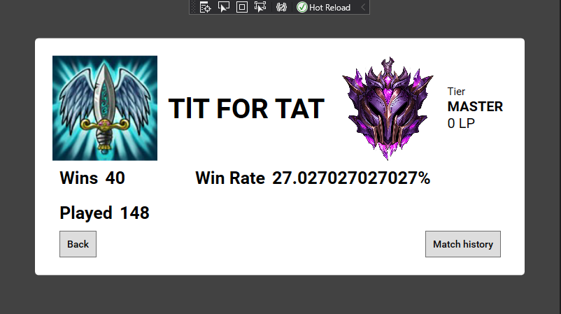 Hot Reload
TlT FOR TAT
Tier
MASTER
0 LP
Wins 40
Win Rate 27.027027027027%
Played 148
Back
Match history